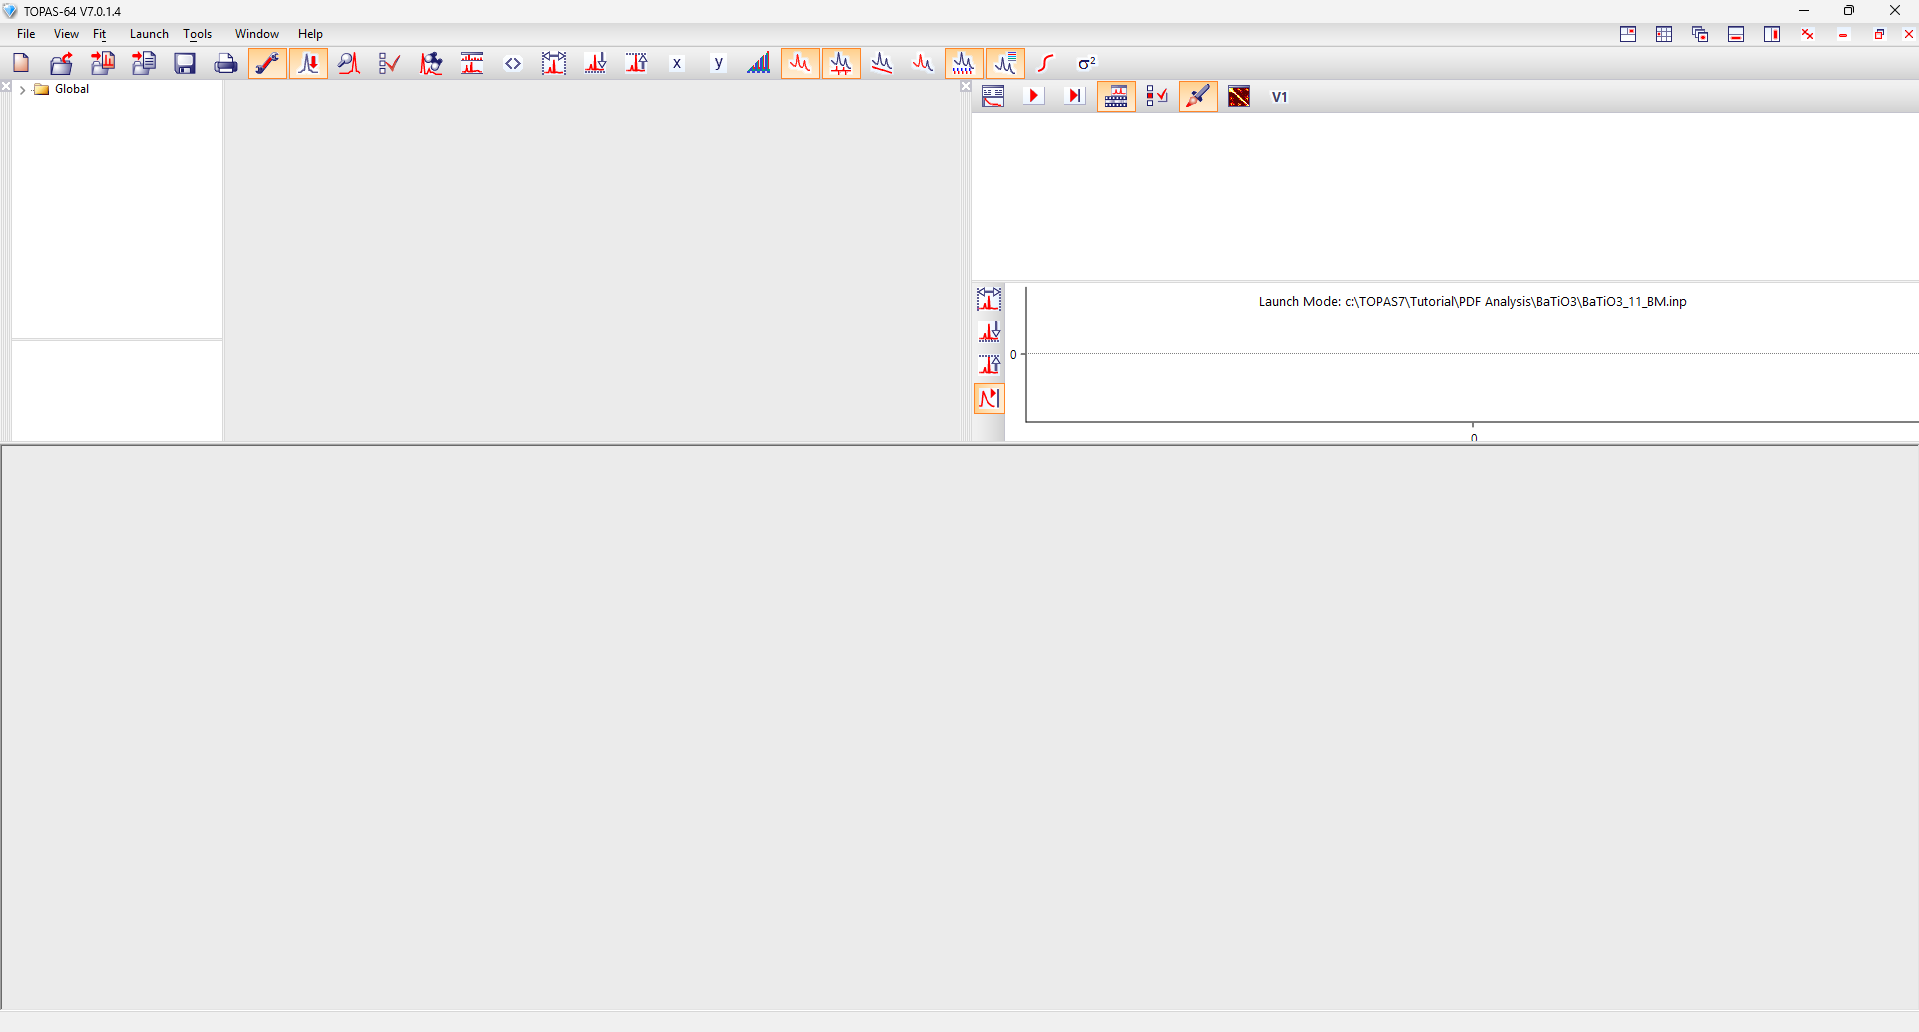 TOPAS-64 V7.0.1.4
File View Fit Launch Tools Window Help
x y σ²
Global
V1
Launch Mode: c:\TOPAS7\Tutorial\PDF Analysis\BaTiO3\BaTiO3_11_BM.inp
0
0